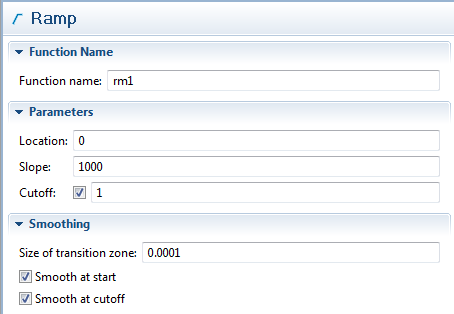 Ramp
Function Name
Function name: rm1
Parameters
Location: 0
Slope: 1000
Cutoff: 1
Smoothing
Size of transition zone: 0.0001
Smooth at start
Smooth at cutoff